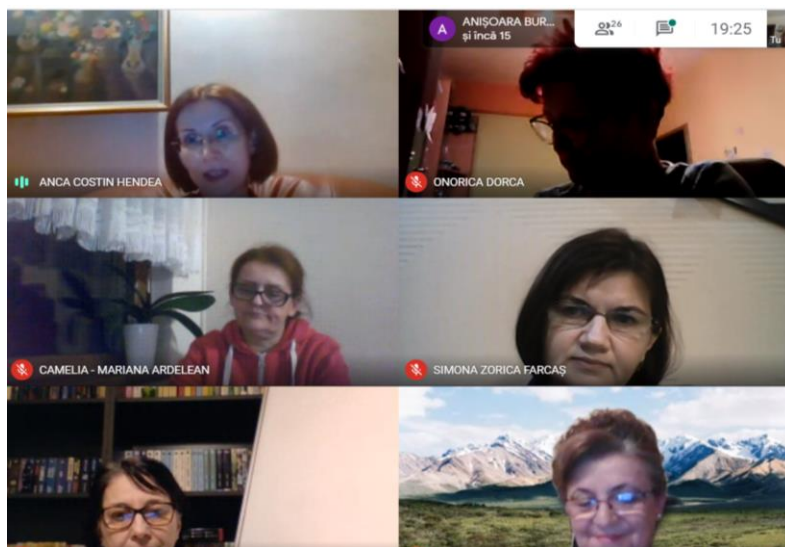 A
ANIȘOARA BUR...
și încă 15
26
19:25
Tu
ANCA COSTIN HENDEA
ONORICA DORCA
CAMELIA - MARIANA ARDELEAN
SIMONA ZORICA FARCAȘ